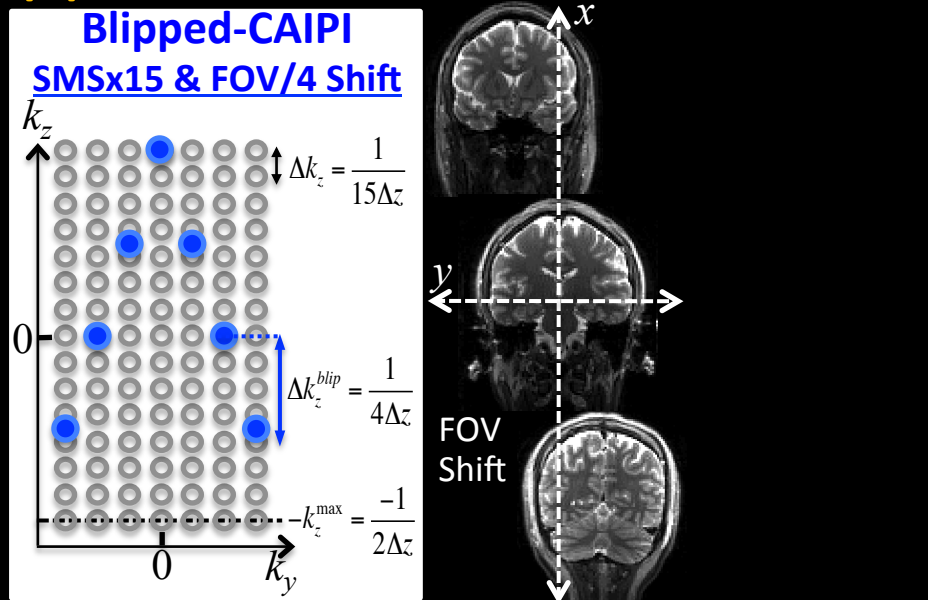 Blipped-CAIPI
SMSx15 & FOV/4 Shift
k_z
Δk_z = 1/15Δz
0
Δk_z^blip = 1/4Δz
-k_z^max = -1/2Δz
0
k_y
x
y
FOV
Shift